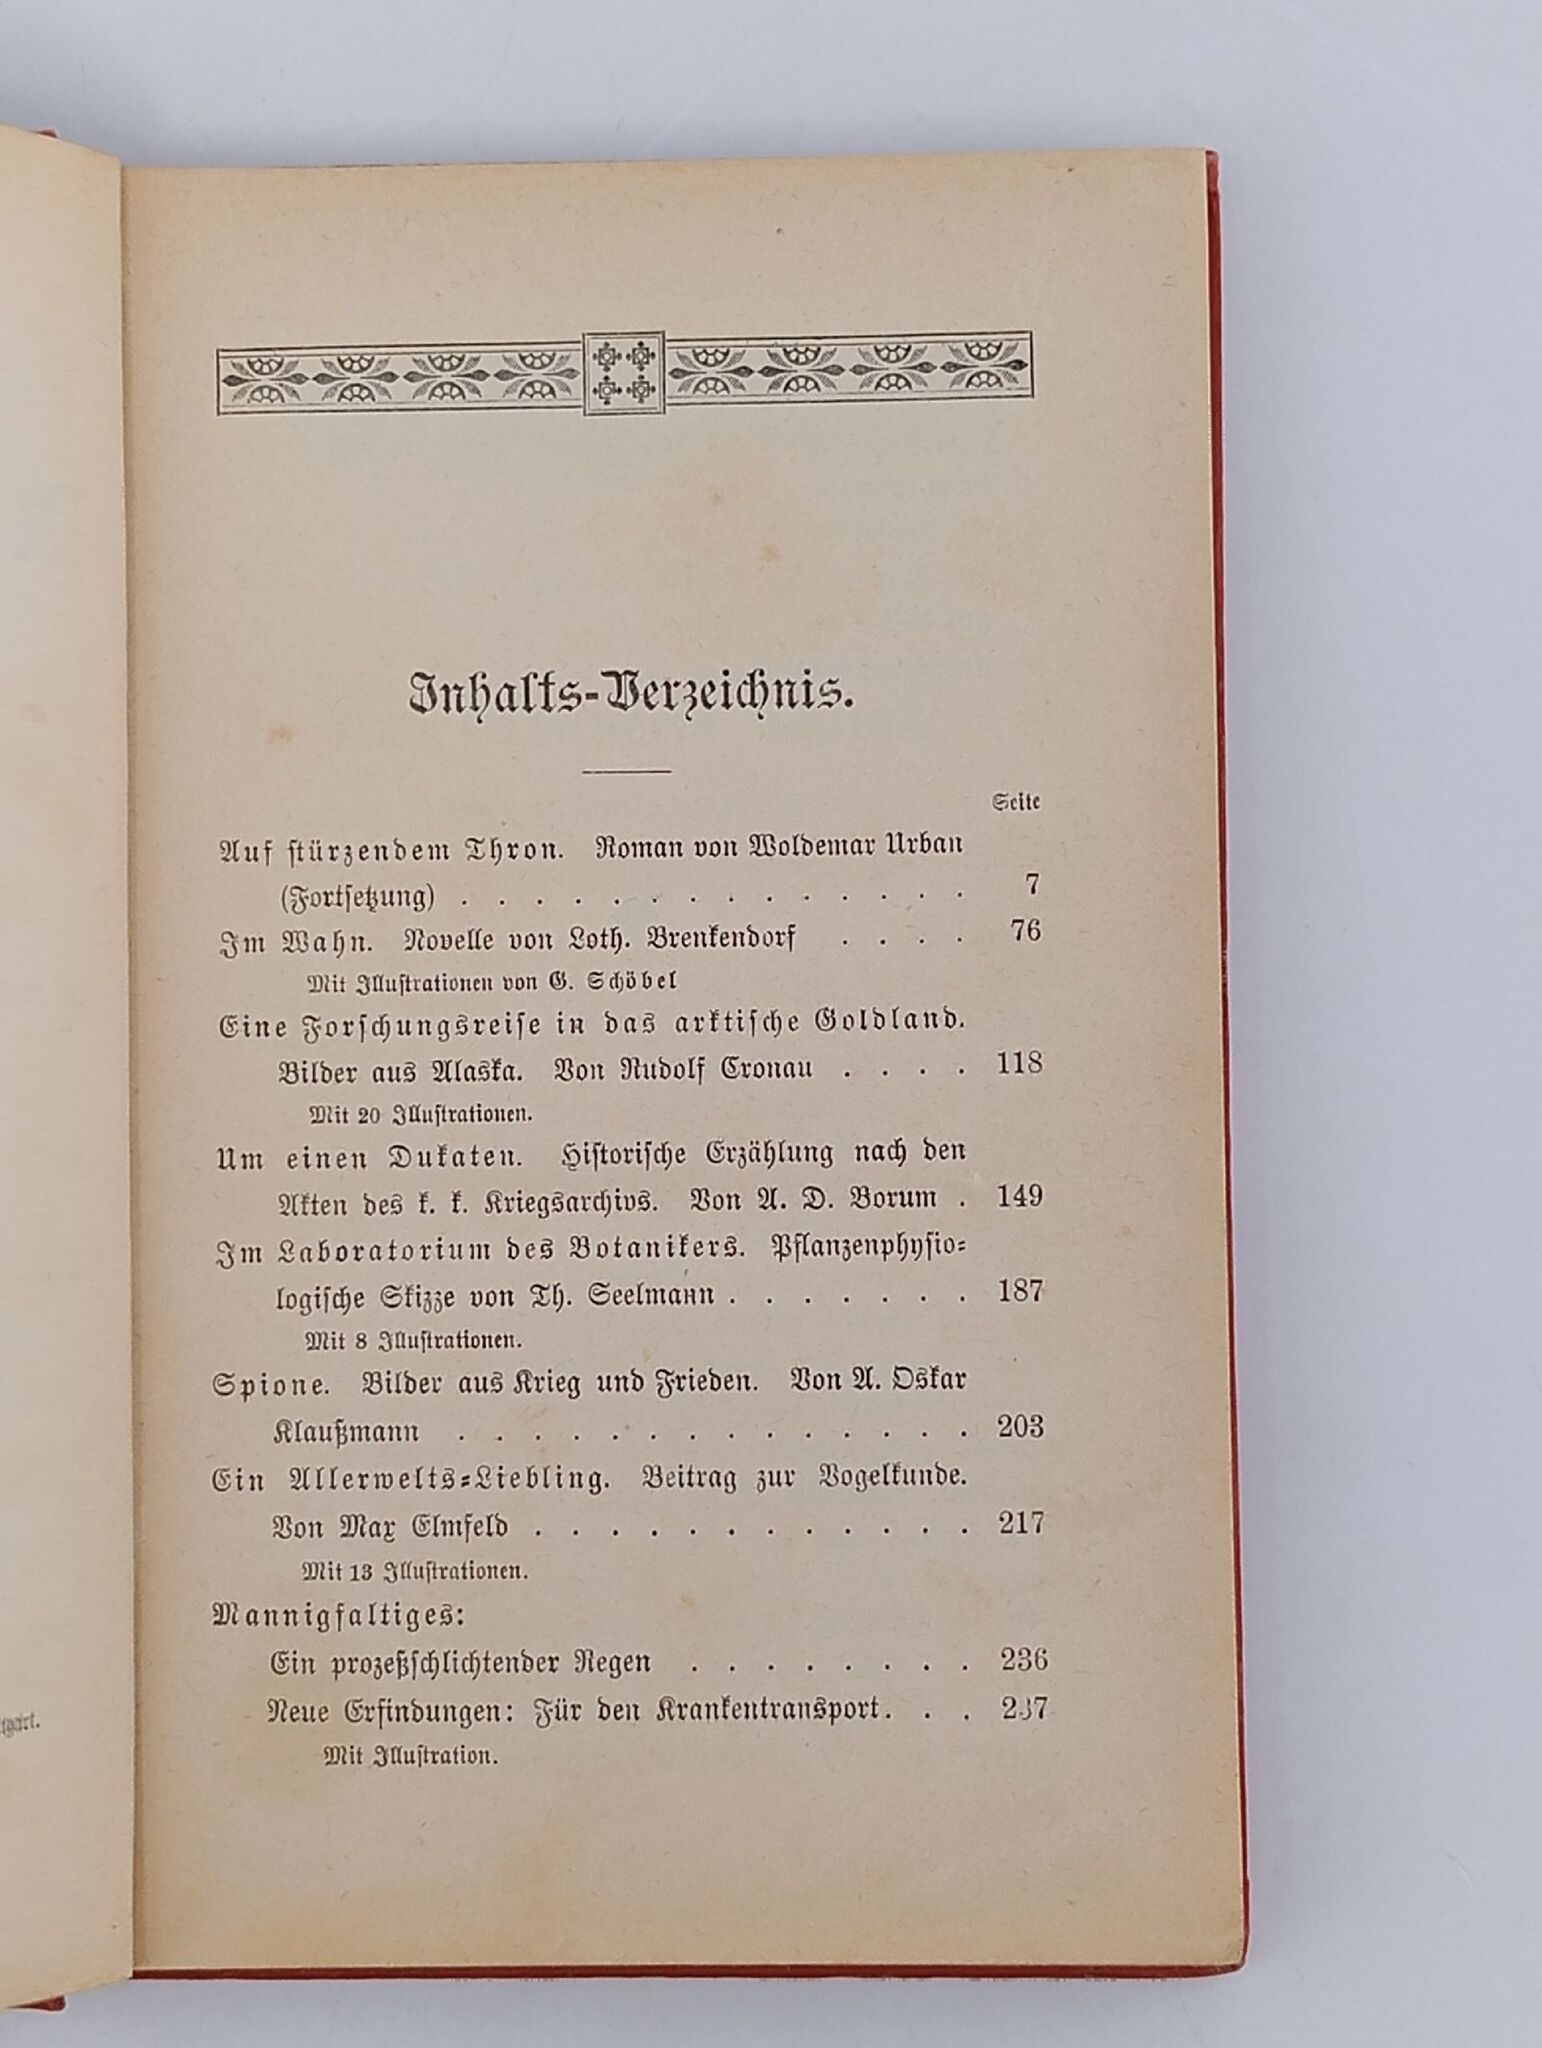 Inhalts-Verzeichnis.
Seite
Auf stürzendem Thron. Roman von Woldemar Urban
(Fortsetzung) . . . . . . . . . . . . . . 7
Im Wahn. Novelle von Loth. Brenkendorf . . . . 76
Mit Illustrationen von G. Schöbel
Eine Forschungsreise in das arktische Goldland.
Bilder aus Alaska. Von Rudolf Cronau . . . . 118
Mit 20 Illustrationen.
Um einen Dukaten. Historische Erzählung nach den
Akten des k. k. Kriegsarchivs. Von A. D. Borum . 149
Im Laboratorium des Botanikers. Pflanzenphysio-
logische Skizze von Th. Seelmann . . . . . . . 187
Mit 8 Illustrationen.
Spione. Bilder aus Krieg und Frieden. Von A. Oskar
Klaußmann . . . . . . . . . . . . . . 203
Ein Allerwelts-Liebling. Beitrag zur Vogelkunde.
Von Max Elmfeld . . . . . . . . . . . . 217
Mit 13 Illustrationen.
Mannigfaltiges:
Ein prozeßschlichtender Regen . . . . . . . . 236
Neue Erfindungen: Für den Krankentransport. . . 237
Mit Illustration.